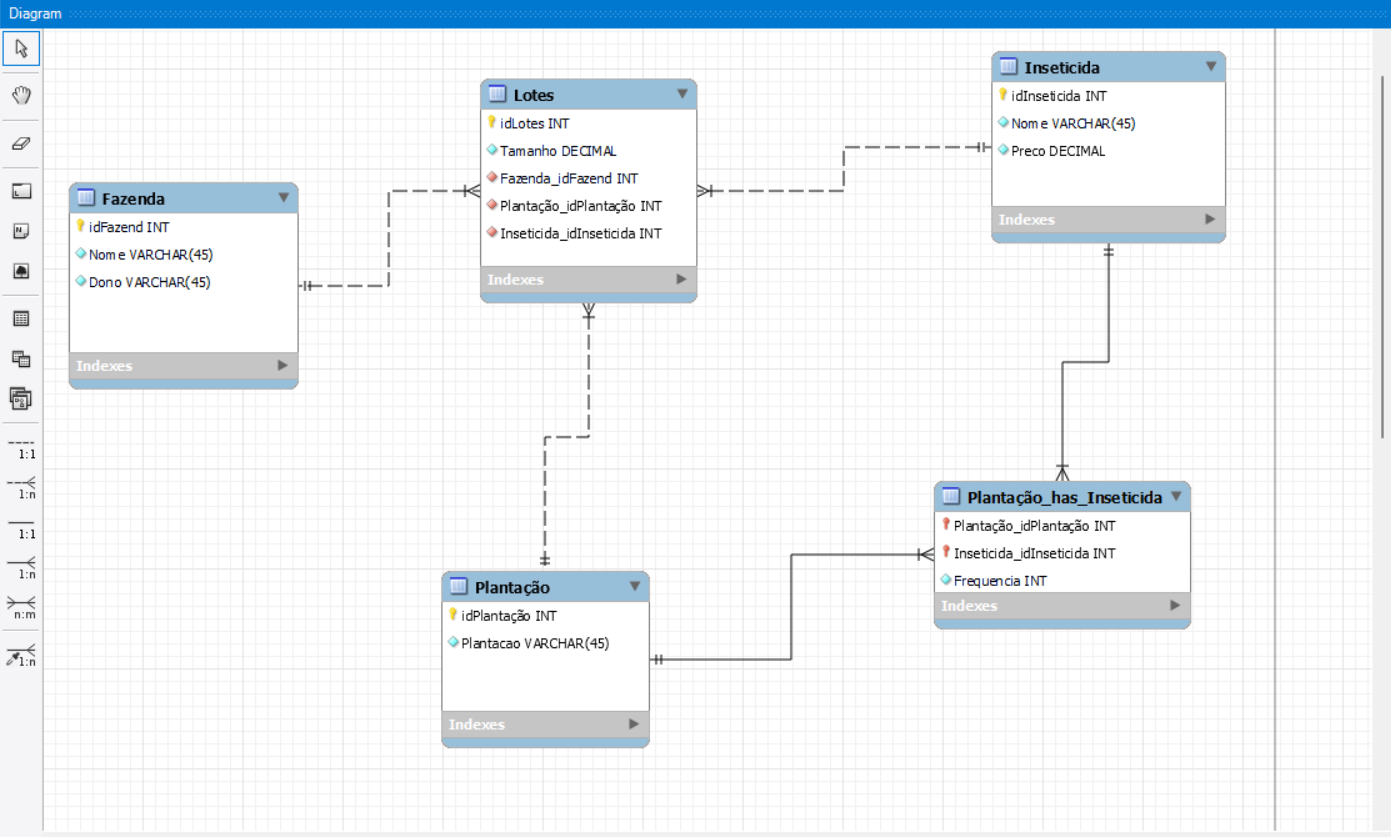 Diagram
Fazenda
idFazend INT
Nome VARCHAR(45)
Dono VARCHAR(45)
Indexes
Lotes
idLotes INT
Tamanho DECIMAL
Fazenda_idFazend INT
Plantação_idPlantação INT
Inseticida_idInseticida INT
Indexes
Inseticida
idInseticida INT
Nome VARCHAR(45)
Preco DECIMAL
Indexes
Plantação
idPlantação INT
Plantacao VARCHAR(45)
Indexes
Plantação_has_Inseticida
Plantação_idPlantação INT
Inseticida_idInseticida INT
Frequencia INT
Indexes
1:1
1:n
1:1
1:n
n:m
1:n